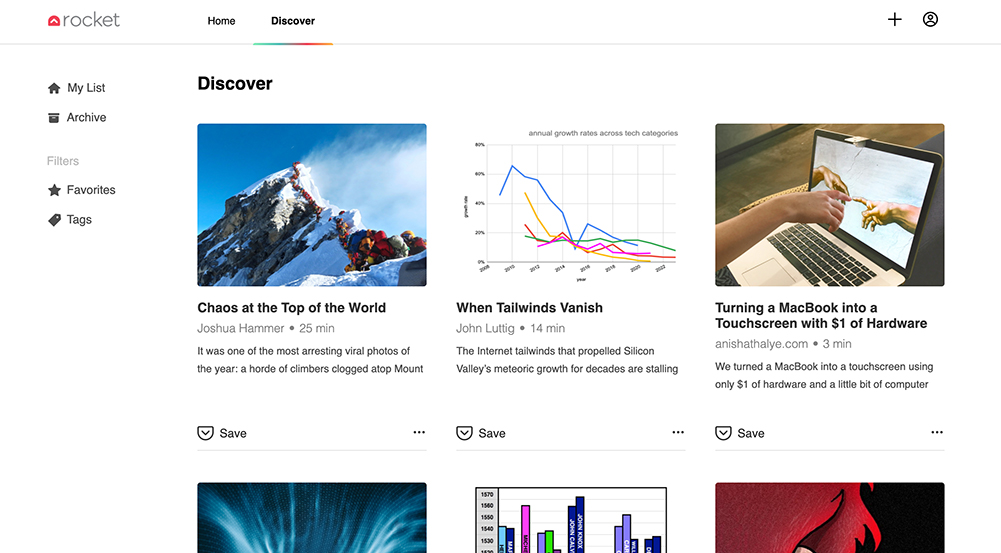 rocket
Home
Discover
My List
Archive
Filters
Favorites
Tags
Discover
annual growth rates across tech categories
80%
60%
40%
20%
0%
growth rate
2008
2010
2012
2014
2016
2018
2020
2022
year
Chaos at the Top of the World
Joshua Hammer • 25 min
It was one of the most arresting viral photos of
the year: a horde of climbers clogged atop Mount
Save
When Tailwinds Vanish
John Luttig • 14 min
The Internet tailwinds that propelled Silicon
Valley’s meteoric growth for decades are stalling
Save
Turning a MacBook into a
Touchscreen with $1 of Hardware
anishathalye.com • 3 min
We turned a MacBook into a touchscreen using
only $1 of hardware and a little bit of computer
Save
1570
1560
1550
1540
1530
JOHN KNOX